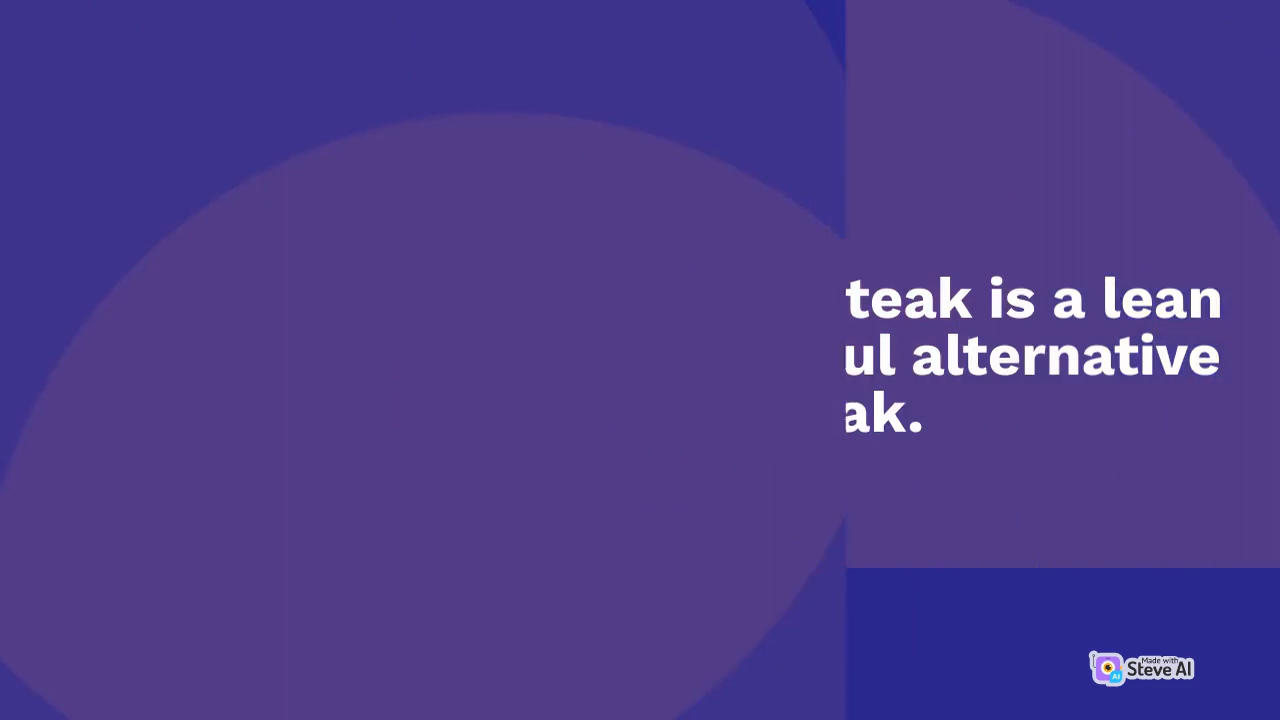 teak is a lean
ul alternative
ak.
Made with
Steve AI